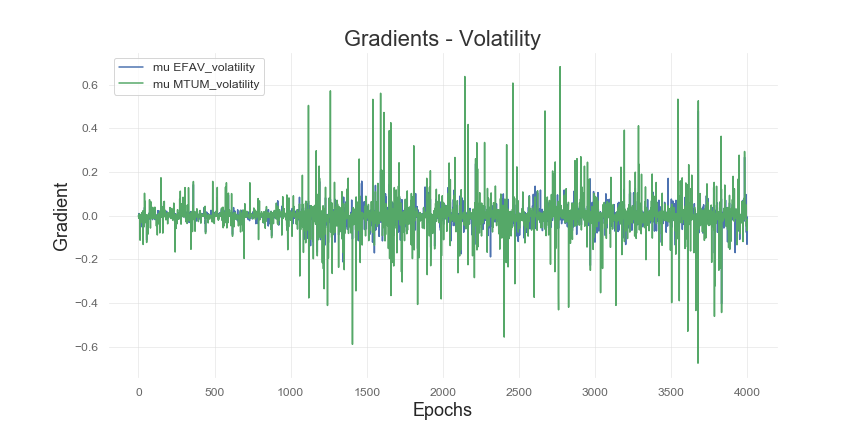 Gradients - Volatility
mu EFAV_volatility
mu MTUM_volatility
0.6
0.4
0.2
0.0
−0.2
−0.4
−0.6
Gradient
0 500 1000 1500 2000 2500 3000 3500 4000
Epochs